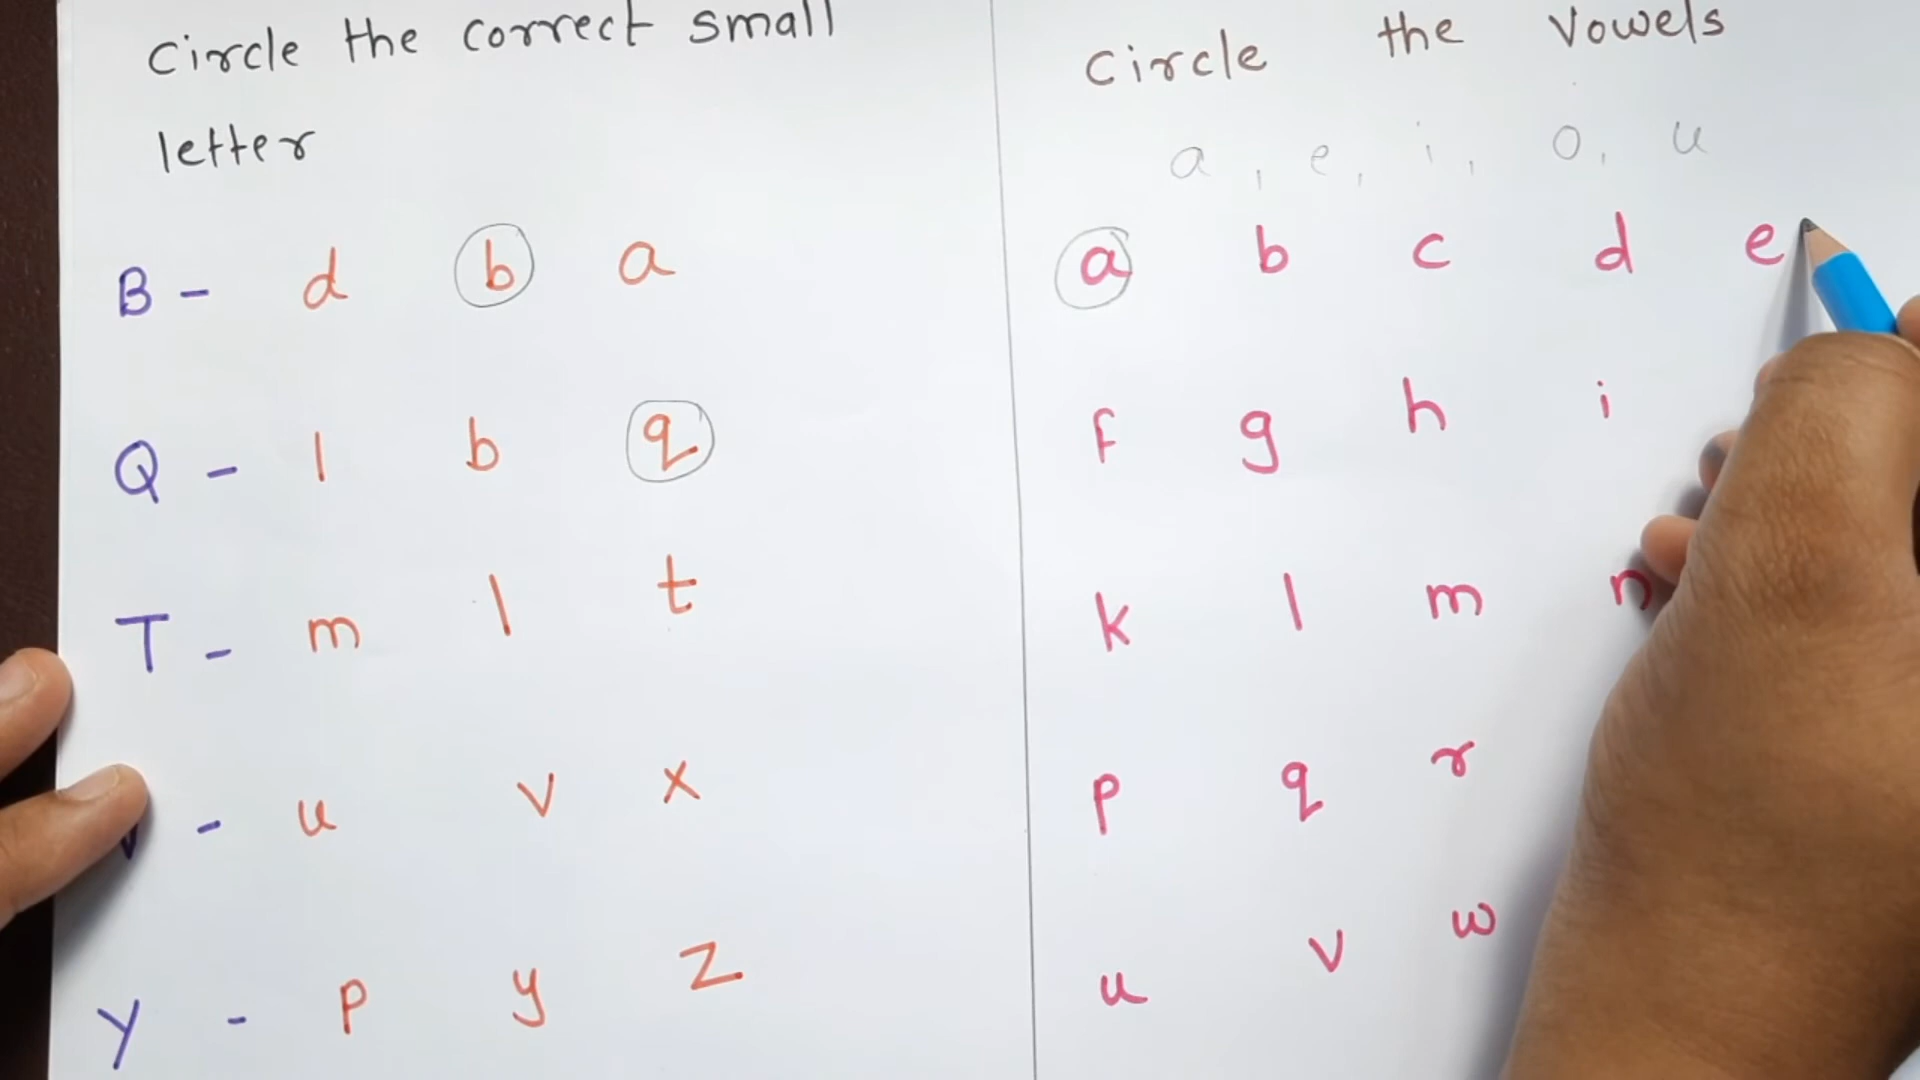 Circle the correct small
letter
B - d b a
Q - l b q
T - m l t
- u v x
Y - p y z
Circle the Vowels
a, e, i, o, u
a b c d e
f g h i
k l m n
p q r
u v w